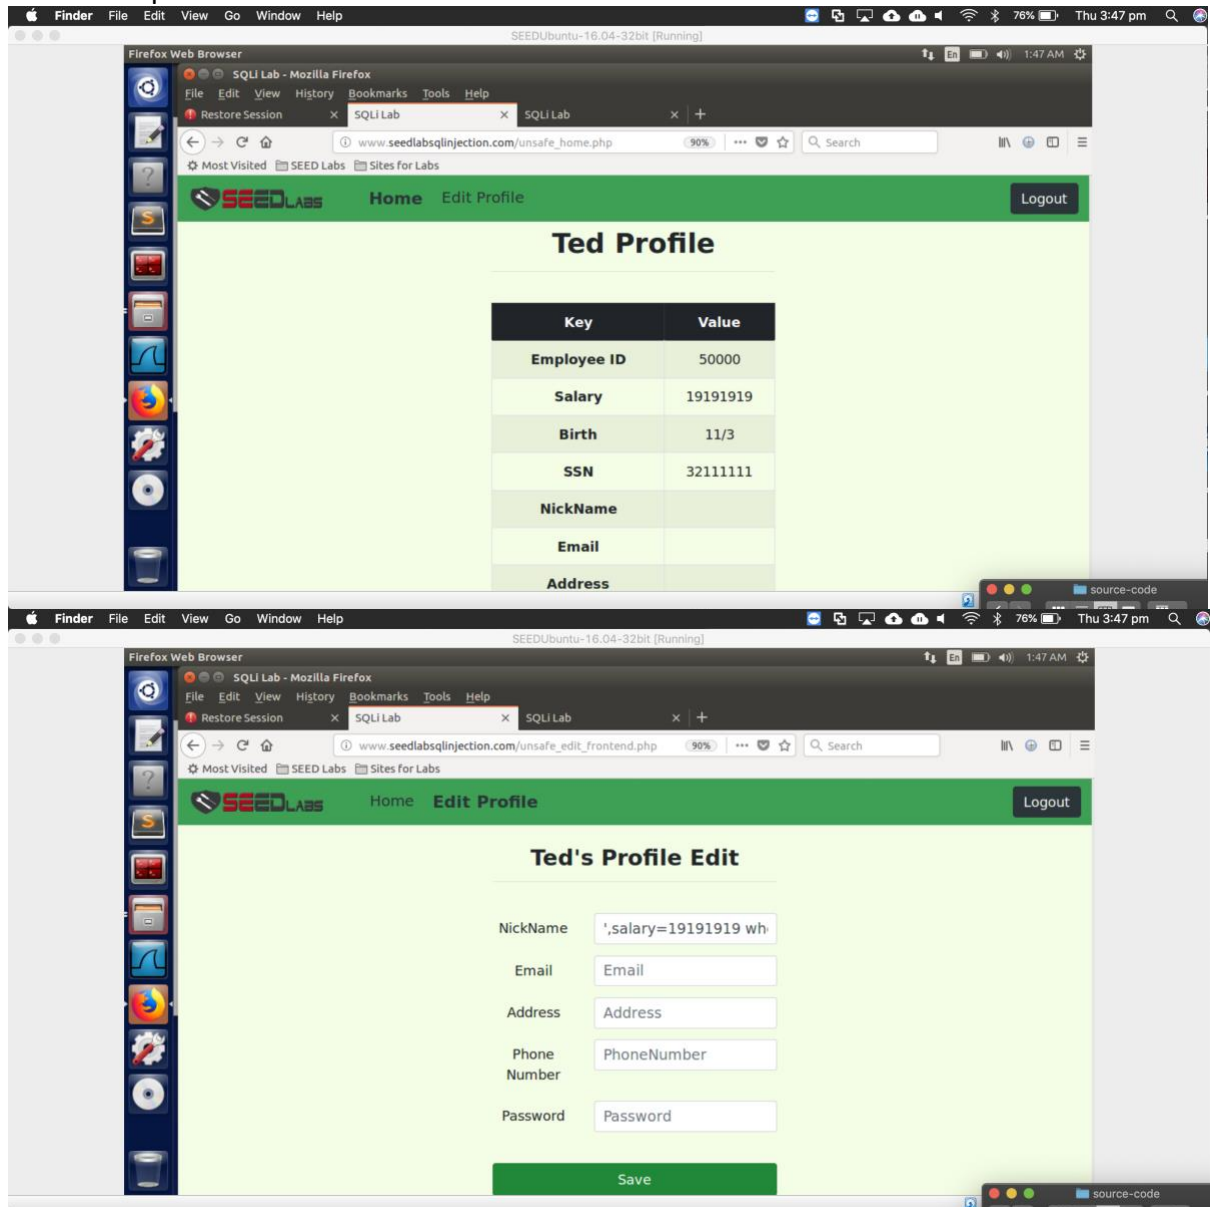 Finder File Edit View Go Window Help 76% Thu 3:47 pm
SEEDUbuntu-16.04-32bit [Running]
Firefox Web Browser En 1:47 AM
SQLi Lab - Mozilla Firefox
File Edit View History Bookmarks Tools Help
Restore Session SQLi Lab SQLi Lab
www.seedlabsqlinjection.com/unsafe_home.php 90% Search
Most Visited SEED Labs Sites for Labs
SEEDLABS Home Edit Profile Logout
Ted Profile
Key Value
Employee ID 50000
Salary 19191919
Birth 11/3
SSN 32111111
NickName
Email
Address
source-code
Finder File Edit View Go Window Help 76% Thu 3:47 pm
SEEDUbuntu-16.04-32bit [Running]
Firefox Web Browser En 1:47 AM
SQLi Lab - Mozilla Firefox
File Edit View History Bookmarks Tools Help
Restore Session SQLi Lab SQLi Lab
www.seedlabsqlinjection.com/unsafe_edit_frontend.php 90% Search
Most Visited SEED Labs Sites for Labs
SEEDLABS Home Edit Profile Logout
Ted's Profile Edit
NickName ',salary=19191919 wh
Email Email
Address Address
Phone Number PhoneNumber
Password Password
Save
source-code